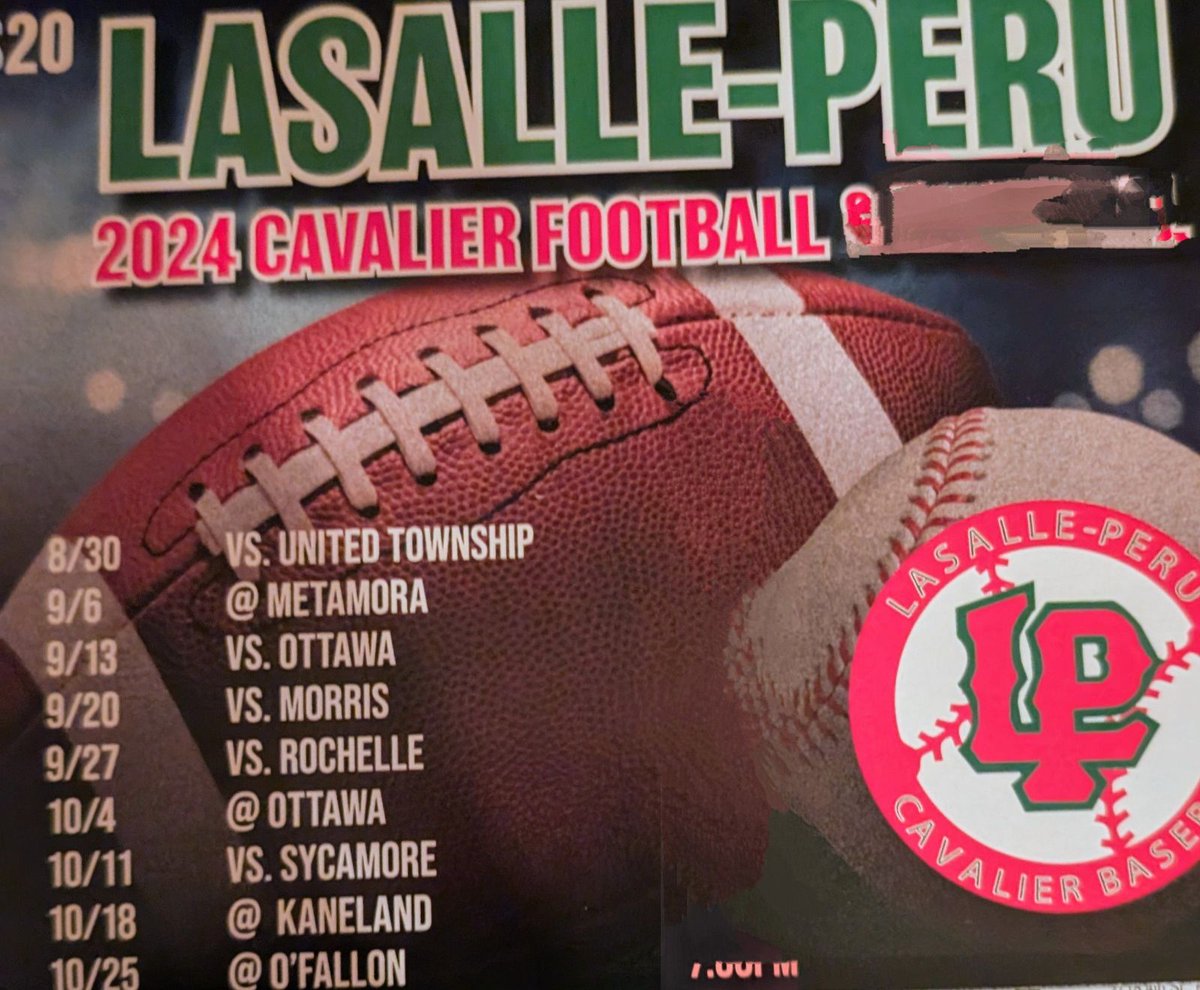 $20
LASALLE-PERU
2024 CAVALIER FOOTBALL &
8/30 VS. UNITED TOWNSHIP
9/6 @ METAMORA
9/13 VS. OTTAWA
9/20 VS. MORRIS
9/27 VS. ROCHELLE
10/4 @ OTTAWA
10/11 VS. SYCAMORE
10/18 @ KANELAND
10/25 @ O'FALLON
LASALLE-PERU
LP
CAVALIER